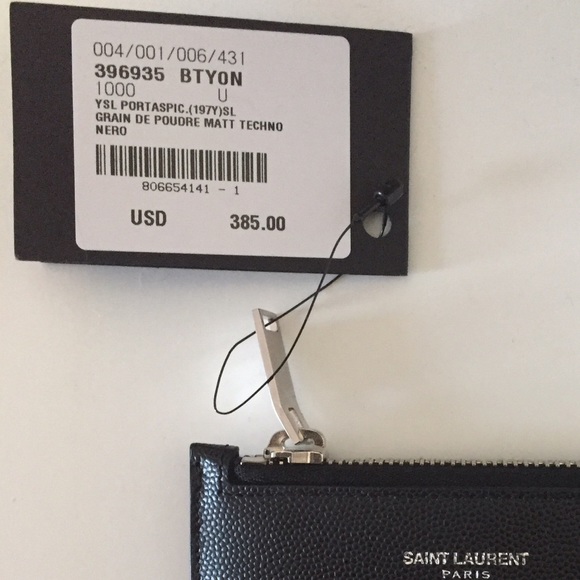 004/001/006/431
396935 BTY0N
1000 U
YSL PORTASPIC.(197Y)SL
GRAIN DE POUDRE MATT TECHNO
NERO
806654141 - 1
USD 385.00
SAINT LAURENT
PARIS